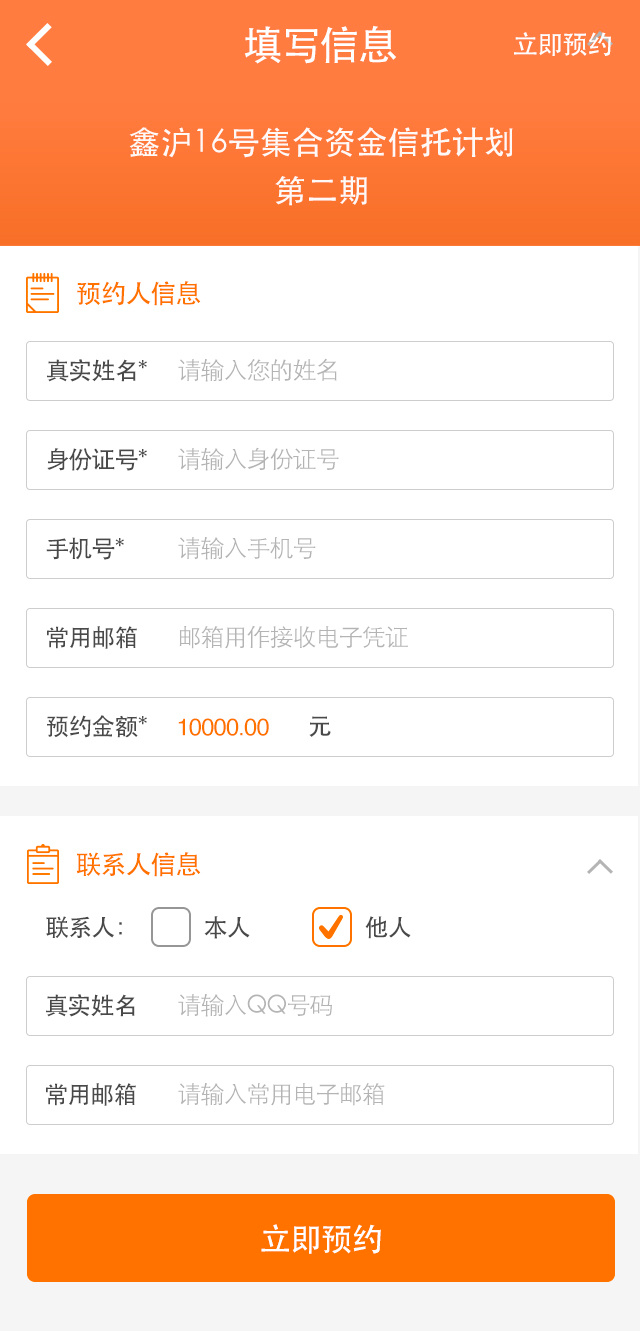 填写信息 立即预约
鑫沪16号集合资金信托计划
第二期
预约人信息
真实姓名* 请输入您的姓名
身份证号* 请输入身份证号
手机号* 请输入手机号
常用邮箱 邮箱用作接收电子凭证
预约金额* 10000.00 元
联系人信息
联系人: 本人 他人
真实姓名 请输入QQ号码
常用邮箱 请输入常用电子邮箱
立即预约